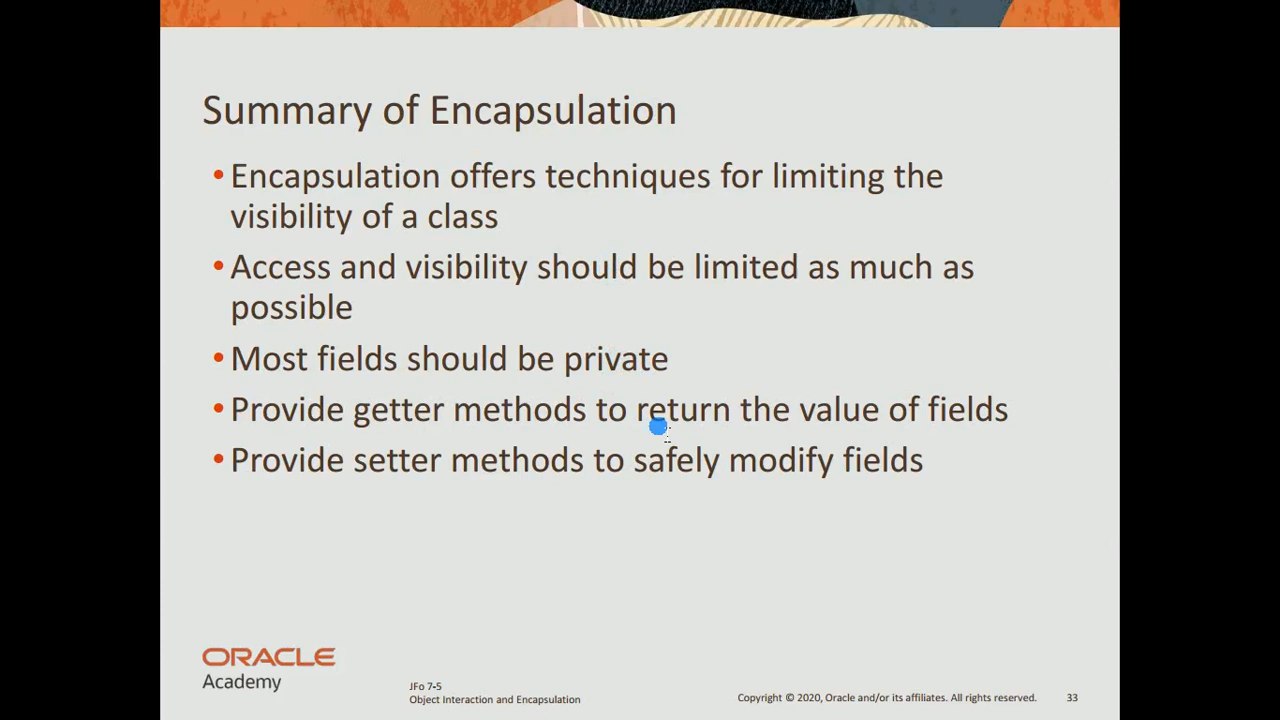 Summary of Encapsulation
•Encapsulation offers techniques for limiting the
visibility of a class
•Access and visibility should be limited as much as
possible
•Most fields should be private
•Provide getter methods to return the value of fields
•Provide setter methods to safely modify fields
ORACLE
Academy
JFo 7-5
Object Interaction and Encapsulation
Copyright © 2020, Oracle and/or its affiliates. All rights reserved.
33